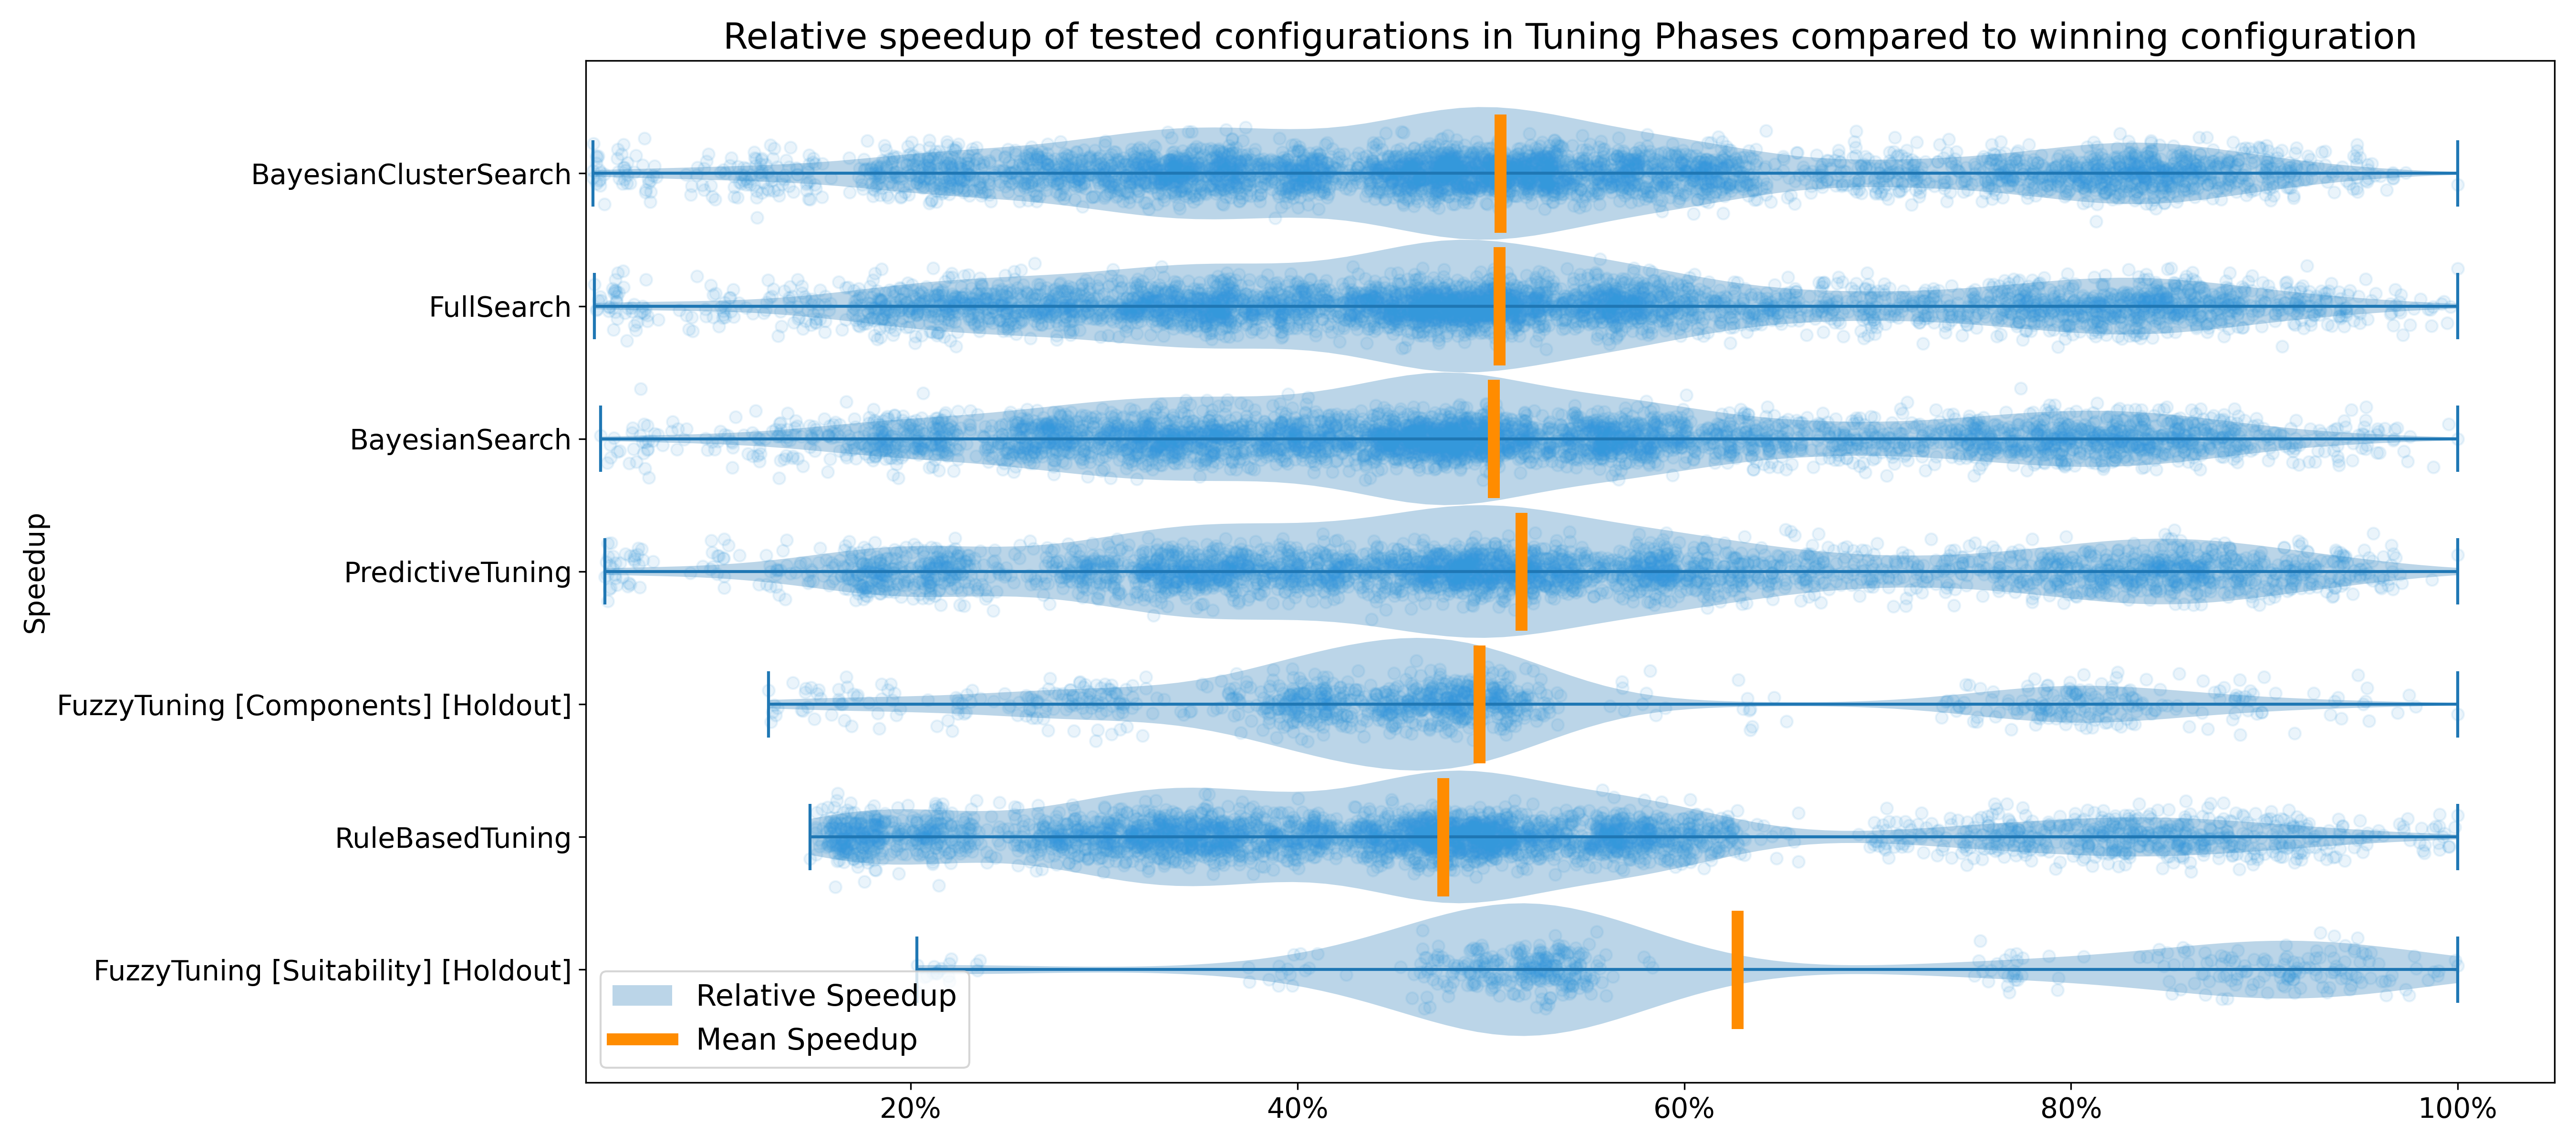 Relative speedup of tested configurations in Tuning Phases compared to winning configuration
Speedup
BayesianClusterSearch
FullSearch
BayesianSearch
PredictiveTuning
FuzzyTuning [Components] [Holdout]
RuleBasedTuning
FuzzyTuning [Suitability] [Holdout]
Relative Speedup
Mean Speedup
20% 40% 60% 80% 100%